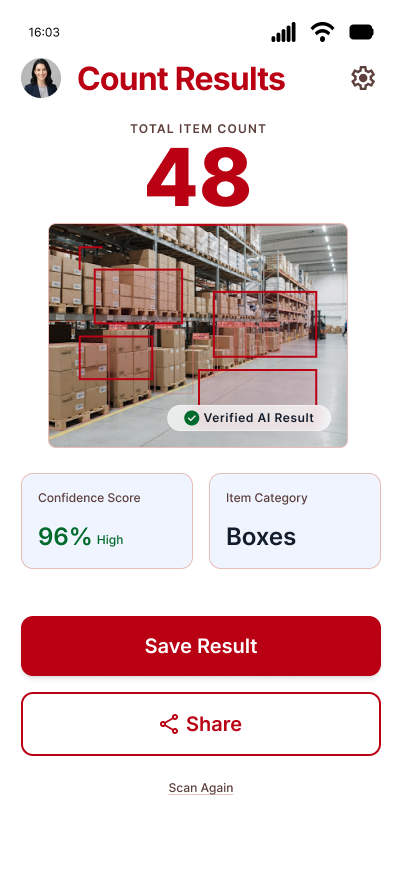 16:03
Count Results
TOTAL ITEM COUNT
48
Verified AI Result
Confidence Score
96% High
Item Category
Boxes
Save Result
Share
Scan Again